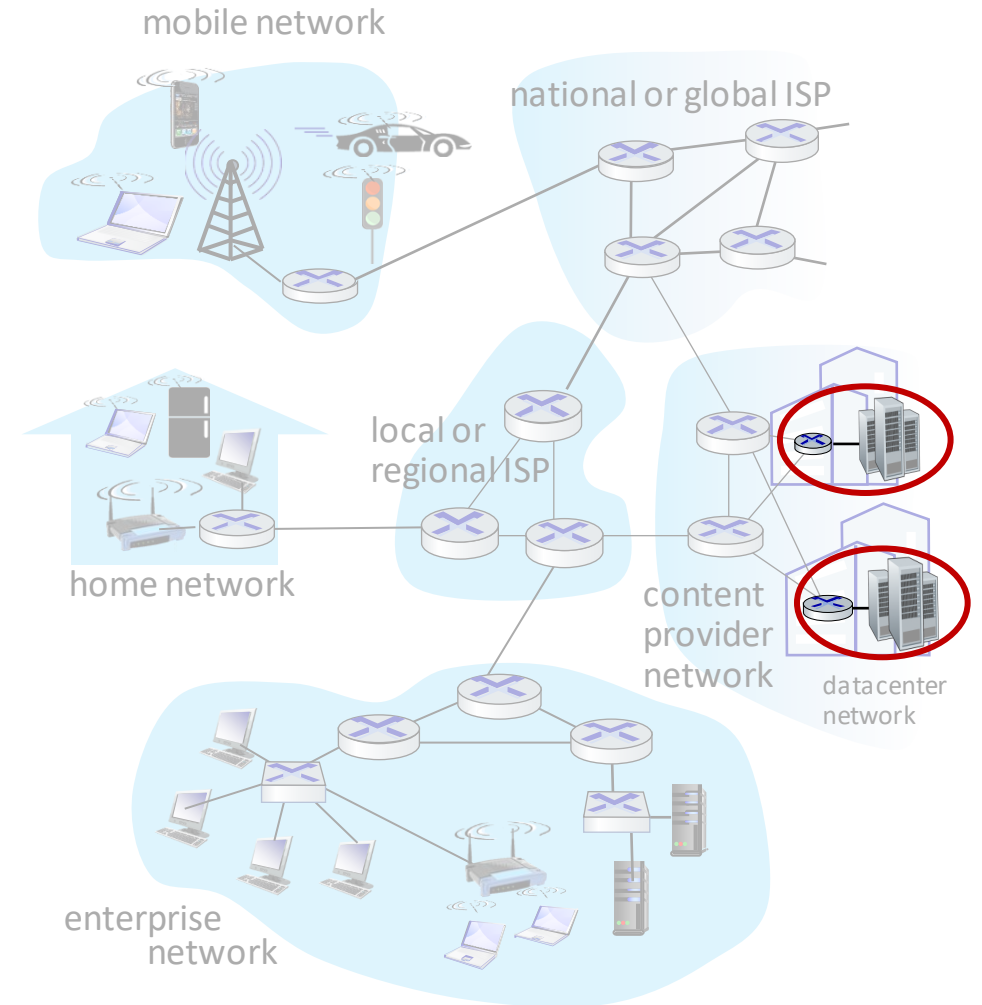 mobile network
national or global ISP
local or
regional ISP
home network
content
provider
network
datacenter
network
enterprise
network